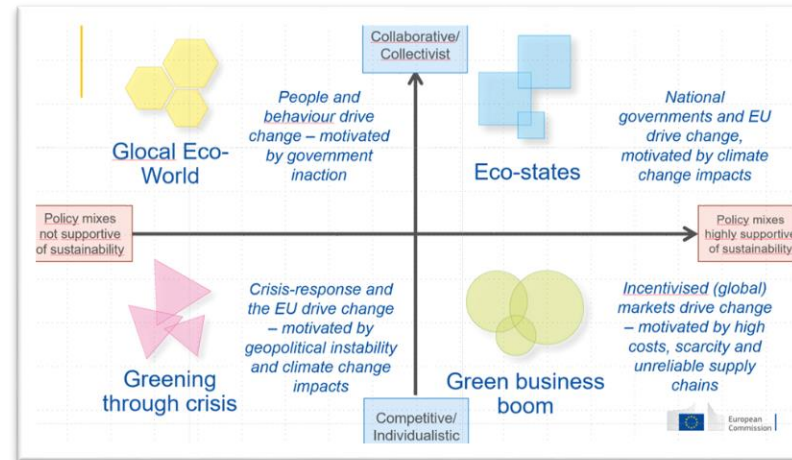 Collaborative/
Collectivist
People and
behaviour drive
change – motivated
by government
inaction
Glocal Eco-
World
National
governments and EU
drive change,
motivated by climate
change impacts
Eco-states
Policy mixes
not supportive
of sustainability
Policy mixes
highly supportive
of sustainability
Crisis-response and
the EU drive change
– motivated by
geopolitical instability
and climate change
impacts
Greening
through crisis
Incentivised (global)
markets drive change
– motivated by high
costs, scarcity and
unreliable supply
chains
Green business
boom
Competitive/
Individualistic
European
Commission